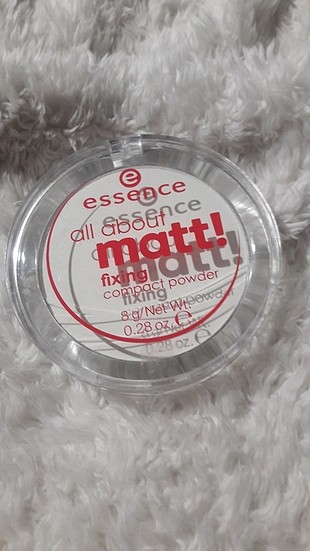 essence
all about
matt!
fixing
compact powder
8 g/Net Wt.
0.28 oz. e